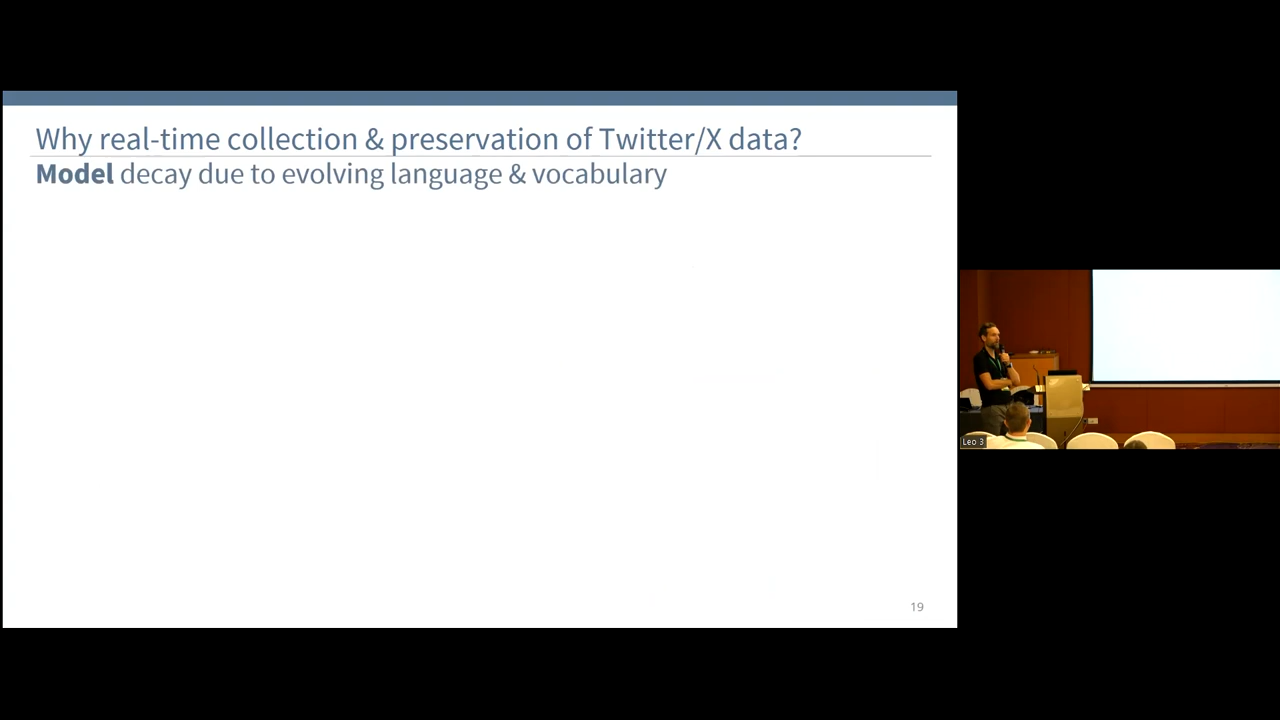 Why real-time collection & preservation of Twitter/X data?
Model decay due to evolving language & vocabulary
19
Leo 3